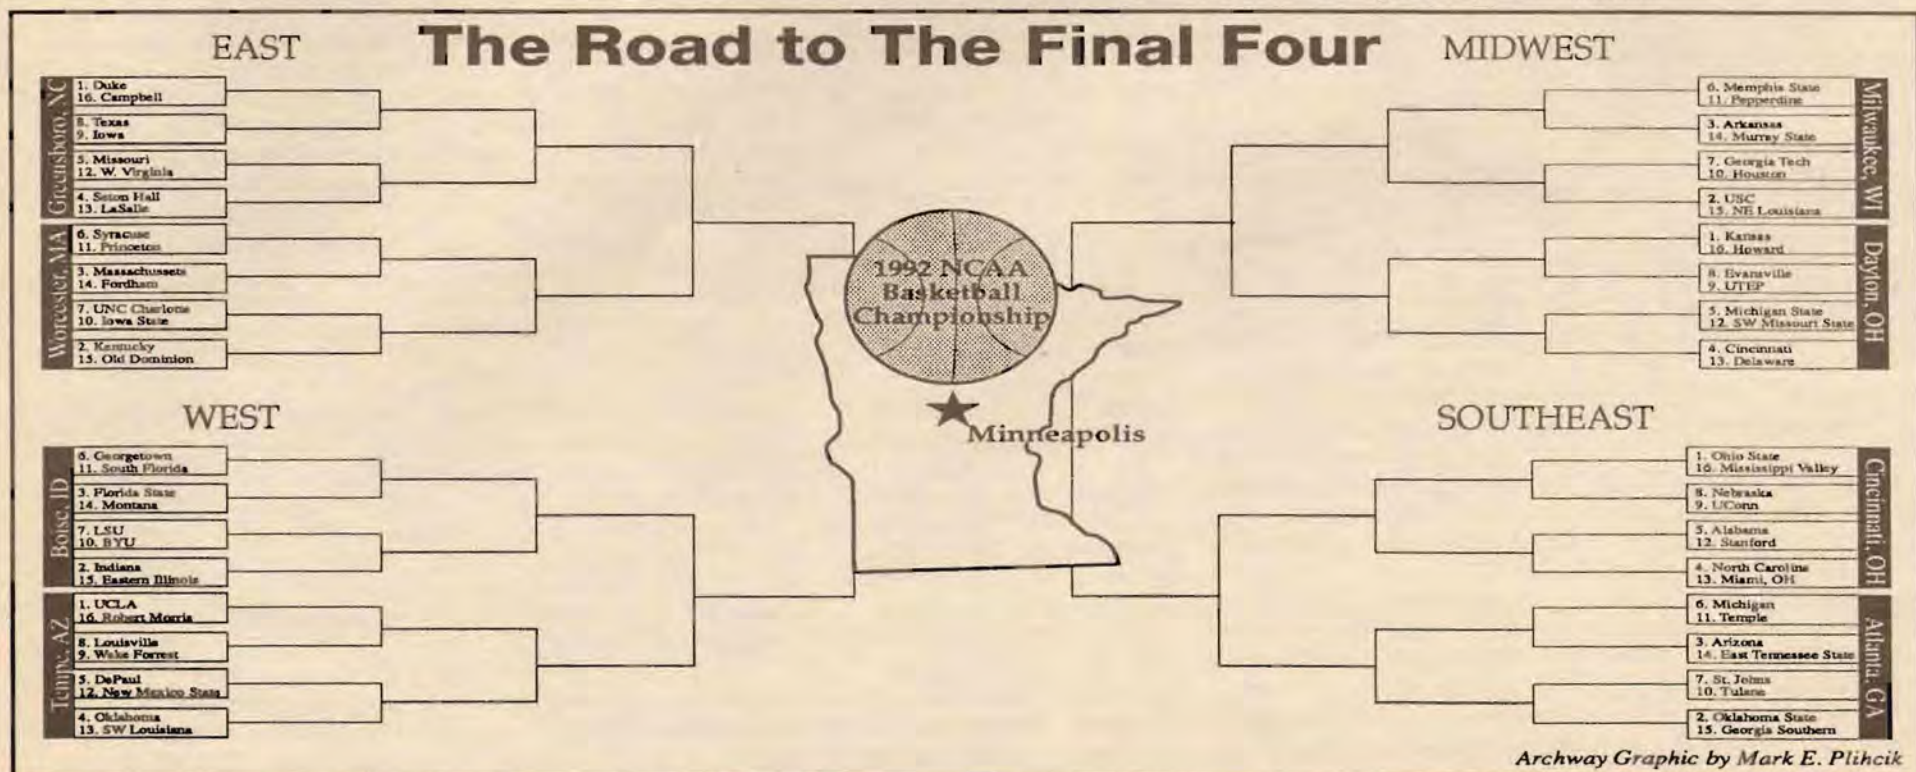 The Road to The Final Four
EAST
Greensboro, NC
1. Duke
16. Campbell
8. Texas
9. Iowa
5. Missouri
12. W. Virginia
4. Seton Hall
13. LaSalle
Worcester, MA
6. Syracuse
11. Princeton
3. Massachussets
14. Fordham
7. UNC Charlotte
10. Iowa State
2. Kentucky
15. Old Dominion
WEST
Boise, ID
6. Georgetown
11. South Florida
3. Florida State
14. Montana
7. LSU
10. BYU
2. Indiana
15. Eastern Illinois
Tempe, AZ
1. UCLA
16. Robert Morris
8. Louisville
9. Wake Forrest
5. DePaul
12. New Mexico State
4. Oklahoma
13. SW Louisiana
1992 NCAA
Basketball
Championship
Minneapolis
MIDWEST
6. Memphis State
11. Pepperdine
3. Arkansas
14. Murray State
7. Georgia Tech
10. Houston
2. USC
15. NE Louisiana
Milwaukee, WI
1. Kansas
16. Howard
8. Evansville
9. UTEP
5. Michigan State
12. SW Missouri State
4. Cincinnati
13. Delaware
Dayton, OH
SOUTHEAST
1. Ohio State
16. Mississippi Valley
8. Nebraska
9. UConn
5. Alabama
12. Stanford
4. North Carolina
13. Miami, OH
Cincinnati, OH
6. Michigan
11. Temple
3. Arizona
14. East Tennessee State
7. St. Johns
10. Tulane
2. Oklahoma State
15. Georgia Southern
Atlanta, GA
Archway Graphic by Mark E. Plihcik